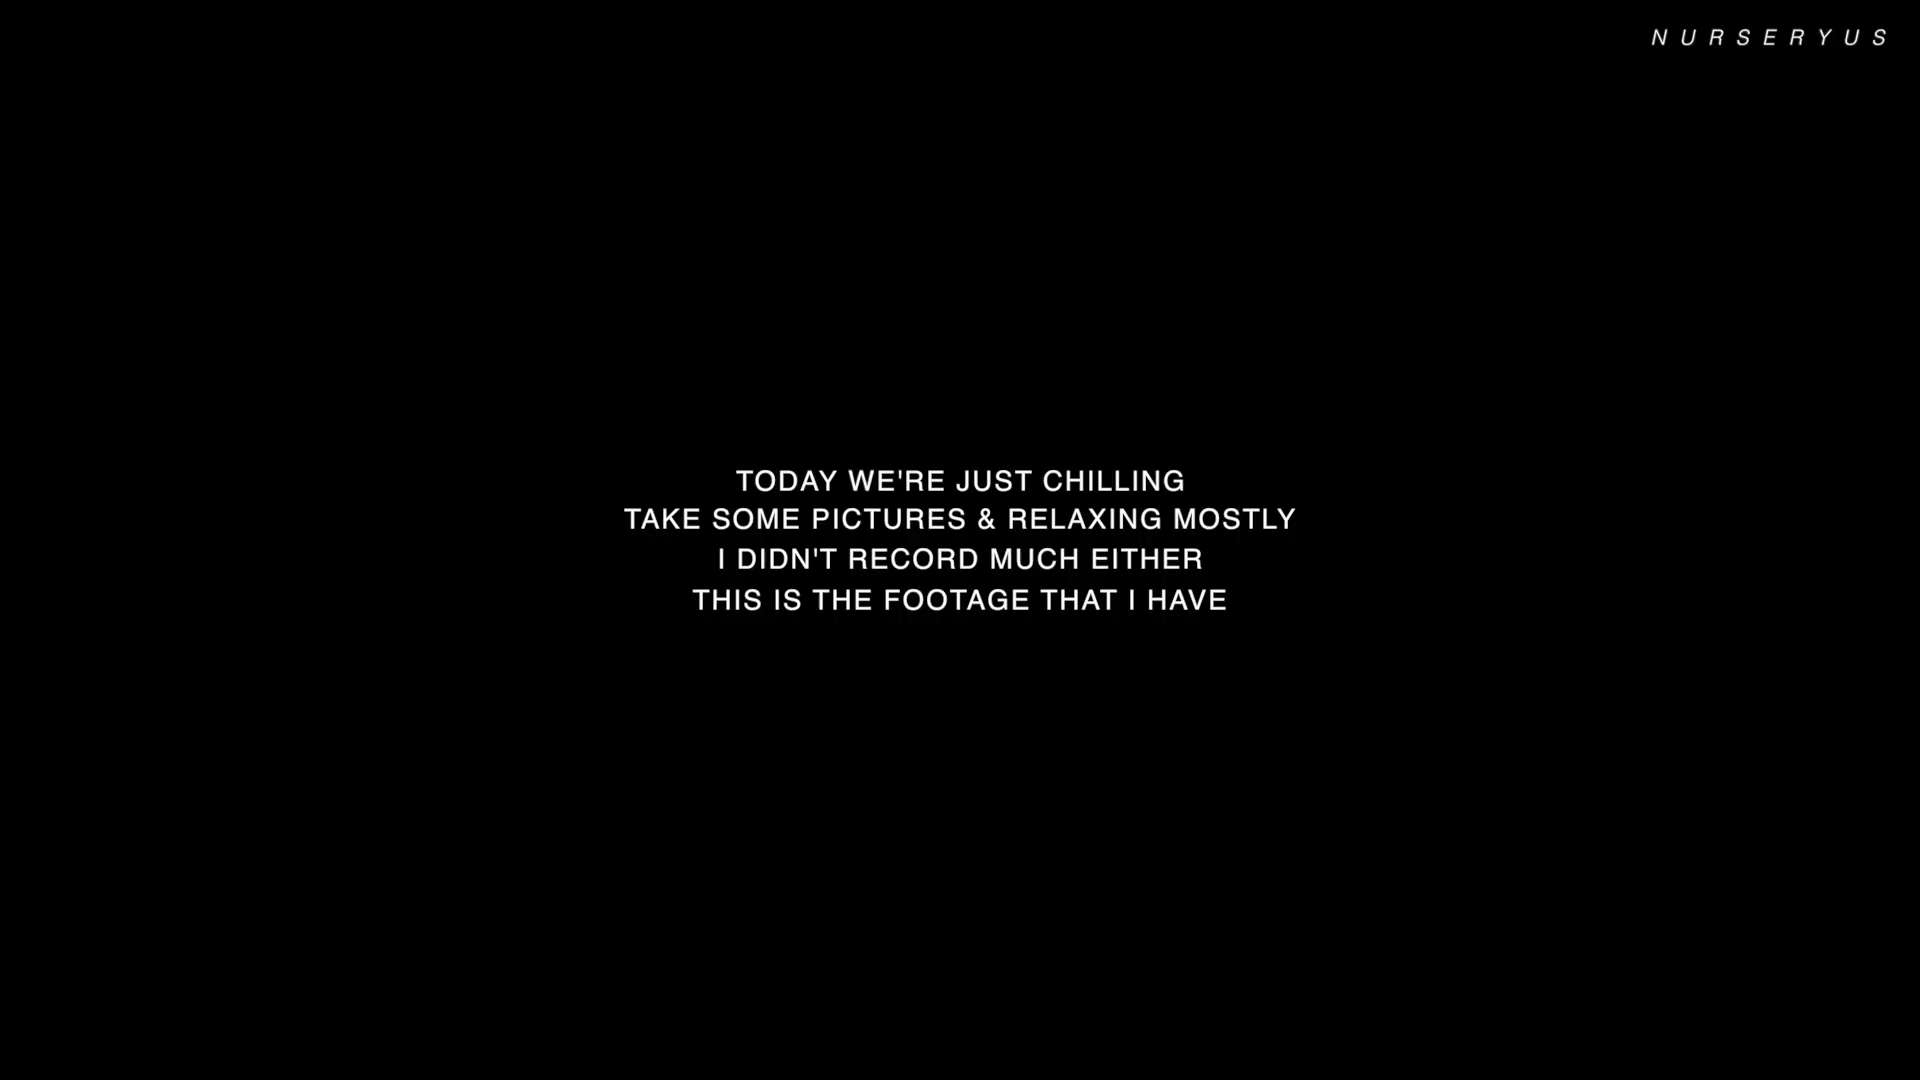 NURSERYUS
TODAY WE'RE JUST CHILLING
TAKE SOME PICTURES & RELAXING MOSTLY
I DIDN'T RECORD MUCH EITHER
THIS IS THE FOOTAGE THAT I HAVE